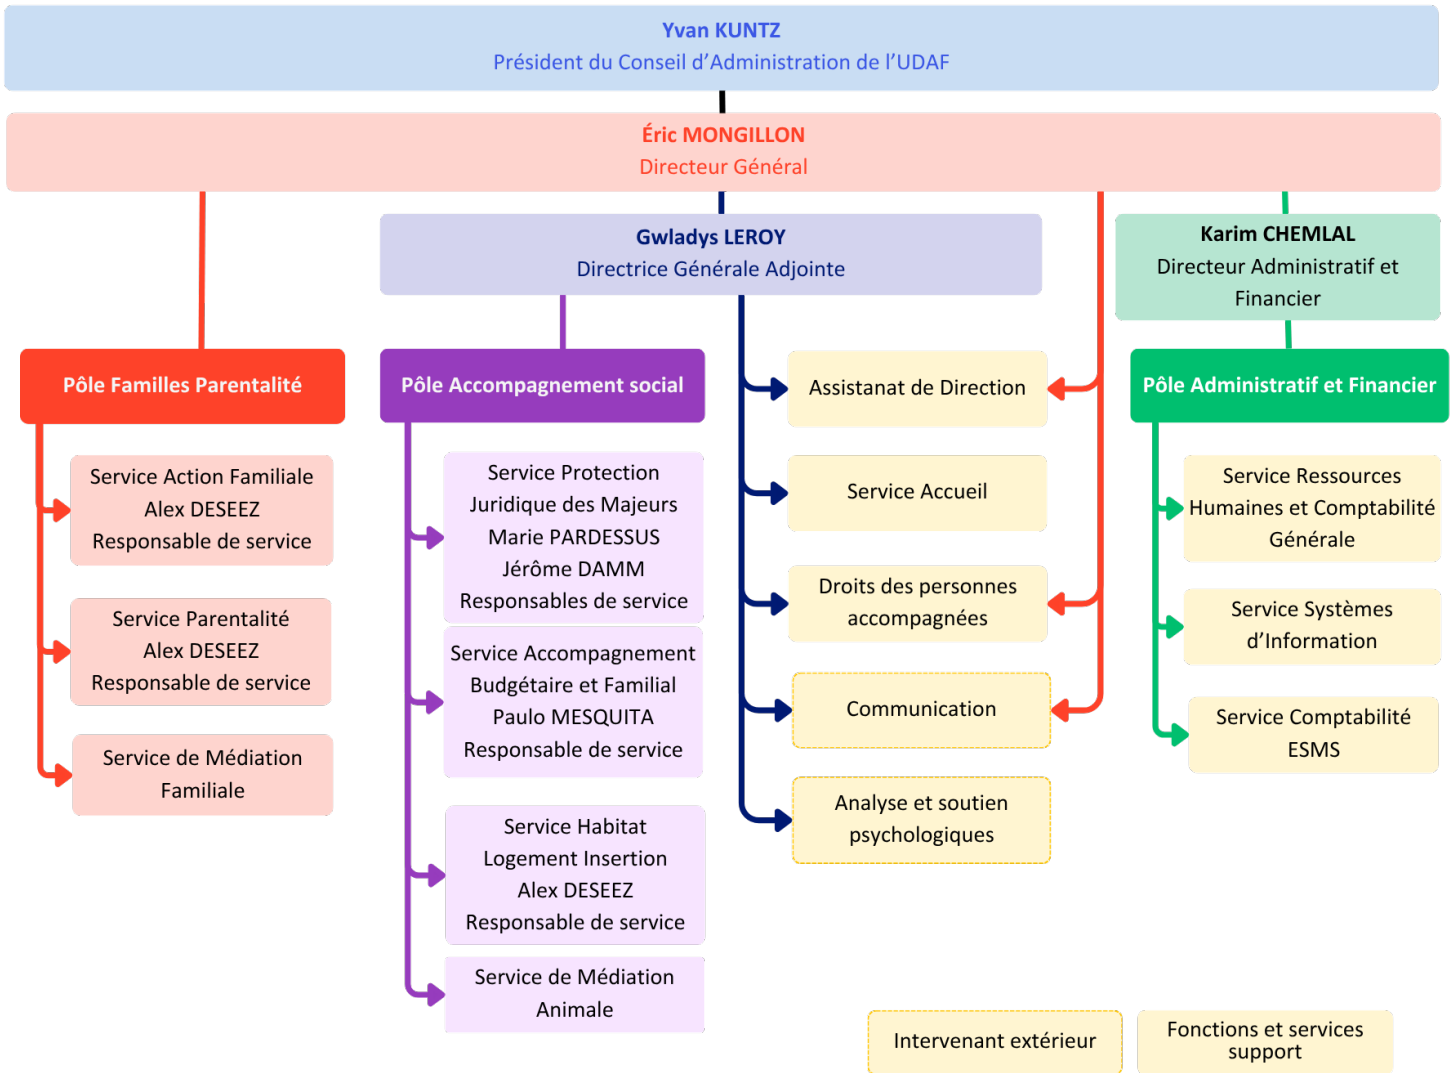 Yvan KUNTZ
Président du Conseil d’Administration de l’UDAF
Éric MONGILLON
Directeur Général
Gwladys LEROY
Directrice Générale Adjointe
Karim CHEMLAL
Directeur Administratif et
Financier
Pôle Familles Parentalité
Service Action Familiale
Alex DESEEZ
Responsable de service
Service Parentalité
Alex DESEEZ
Responsable de service
Service de Médiation
Familiale
Pôle Accompagnement social
Service Protection
Juridique des Majeurs
Marie PARDESSUS
Jérôme DAMM
Responsables de service
Service Accompagnement
Budgétaire et Familial
Paulo MESQUITA
Responsable de service
Service Habitat
Logement Insertion
Alex DESEEZ
Responsable de service
Service de Médiation
Animale
Assistanat de Direction
Service Accueil
Droits des personnes
accompagnées
Communication
Analyse et soutien
psychologiques
Pôle Administratif et Financier
Service Ressources
Humaines et Comptabilité
Générale
Service Systèmes
d’Information
Service Comptabilité
ESMS
Intervenant extérieur
Fonctions et services
support